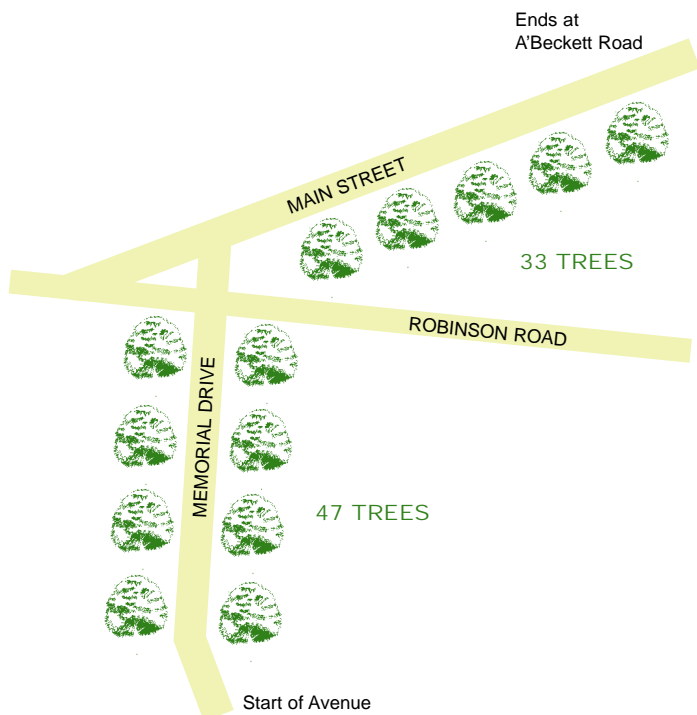 Ends at
A'Beckett Road
MAIN STREET
33 TREES
ROBINSON ROAD
MEMORIAL DRIVE
47 TREES
Start of Avenue